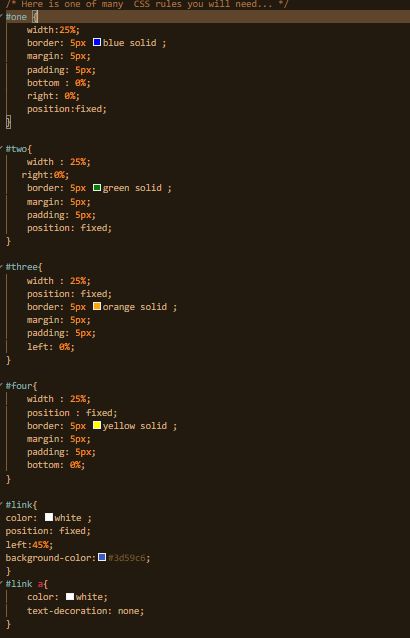 /* Here is one of many  CSS rules you will need... */
#one {
width:25%;
border: 5px blue solid ;
margin: 5px;
padding: 5px;
bottom : 0%;
right: 0%;
position:fixed;
}
#two{
width : 25%;
right:0%;
border: 5px green solid ;
margin: 5px;
padding: 5px;
position: fixed;
}
#three{
width : 25%;
position: fixed;
border: 5px orange solid ;
margin: 5px;
padding: 5px;
left: 0%;
}
#four{
width : 25%;
position : fixed;
border: 5px yellow solid ;
margin: 5px;
padding: 5px;
bottom: 0%;
}
#link{
color: white ;
position: fixed;
left:45%;
background-color:#3d59c6;
}
#link a{
color: white;
text-decoration: none;
}